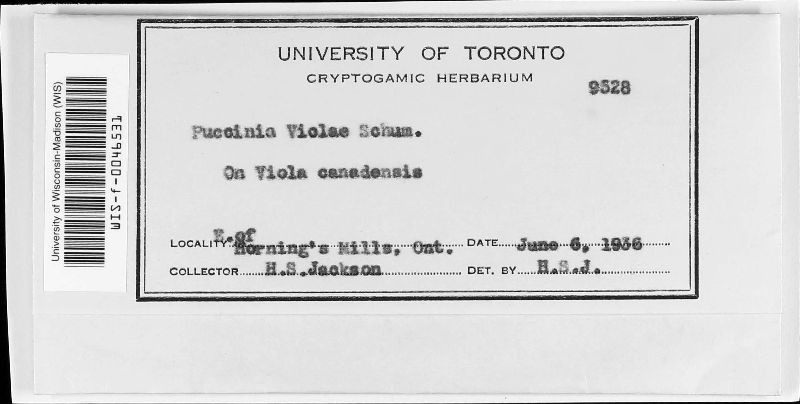 UNIVERSITY OF TORONTO
CRYPTOGAMIC HERBARIUM
9528
Puccinia Violae Schum.
On Viola canadensis
E. of
LOCALITY Horning's Mills, Ont. DATE June 6, 1936
COLLECTOR H.S.Jackson DET. BY H.S.J.
University of Wisconsin-Madison (WIS)
WIS-f-0046531